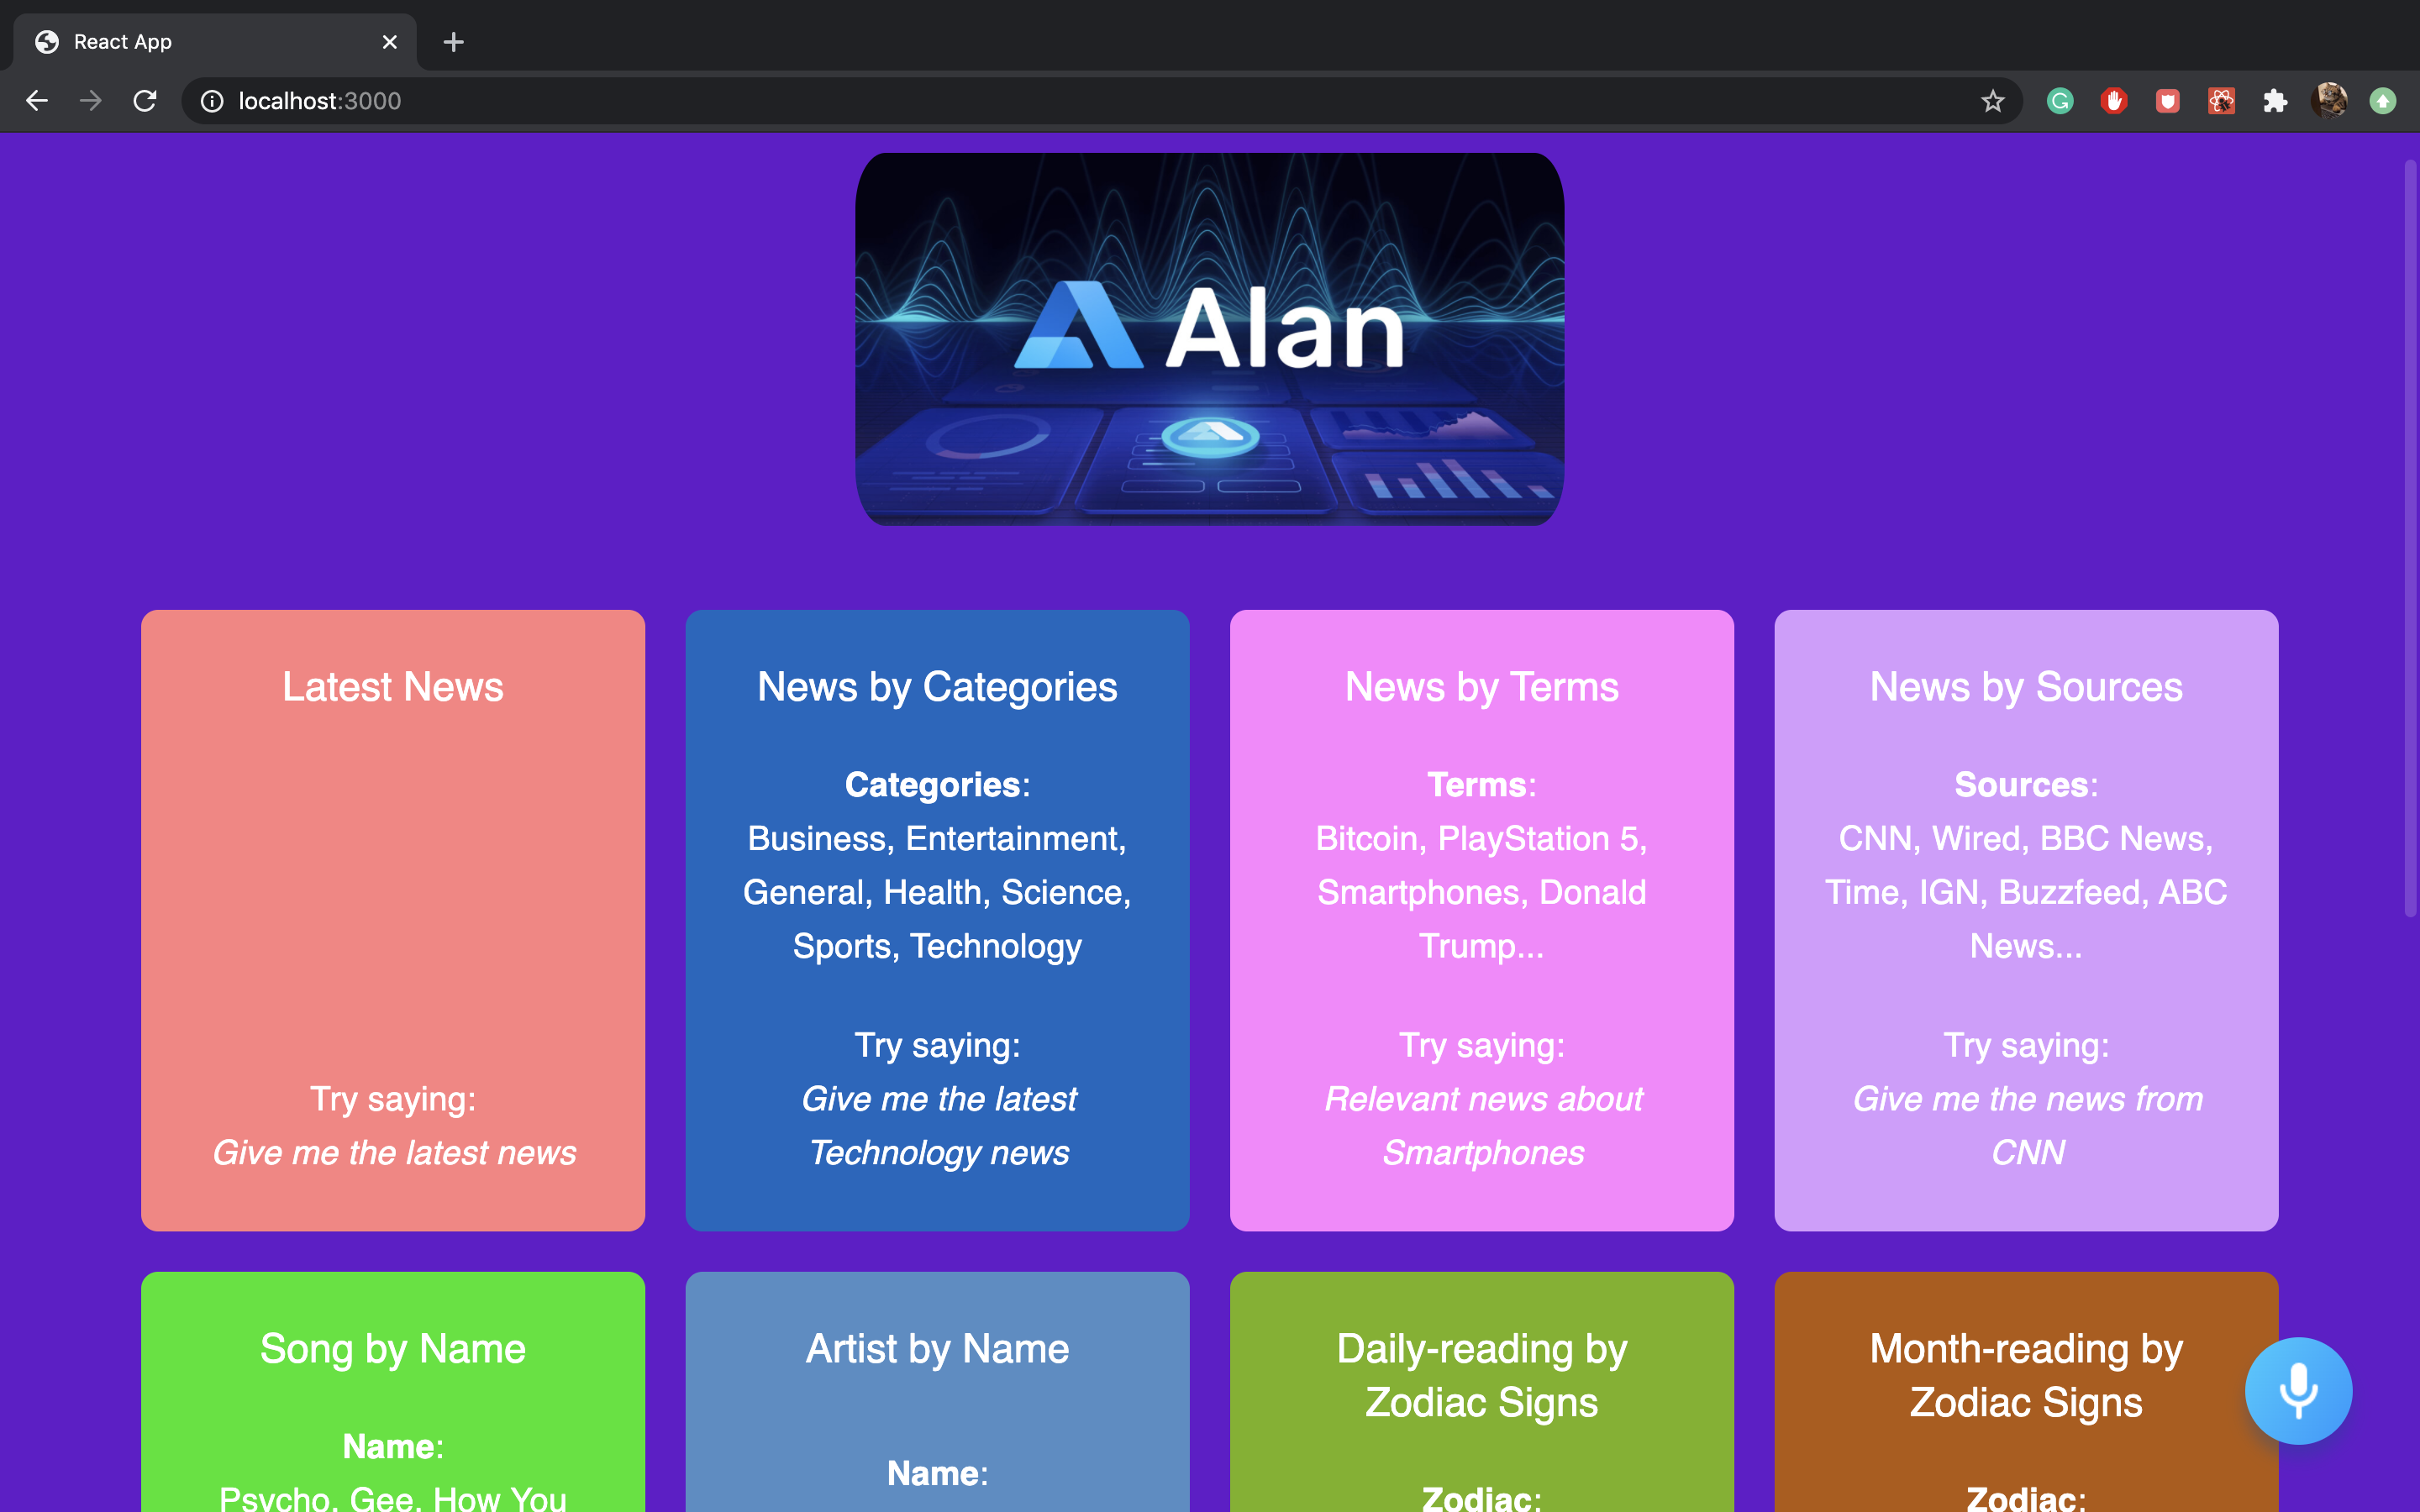 React App
localhost:3000
Alan
Latest News
Try saying:
Give me the latest news
News by Categories
Categories:
Business, Entertainment,
General, Health, Science,
Sports, Technology
Try saying:
Give me the latest
Technology news
News by Terms
Terms:
Bitcoin, PlayStation 5,
Smartphones, Donald
Trump...
Try saying:
Relevant news about
Smartphones
News by Sources
Sources:
CNN, Wired, BBC News,
Time, IGN, Buzzfeed, ABC
News...
Try saying:
Give me the news from
CNN
Song by Name
Name:
Psycho, Gee, How You
Artist by Name
Name:
Daily-reading by
Zodiac Signs
Zodiac:
Month-reading by
Zodiac Signs
Zodiac: